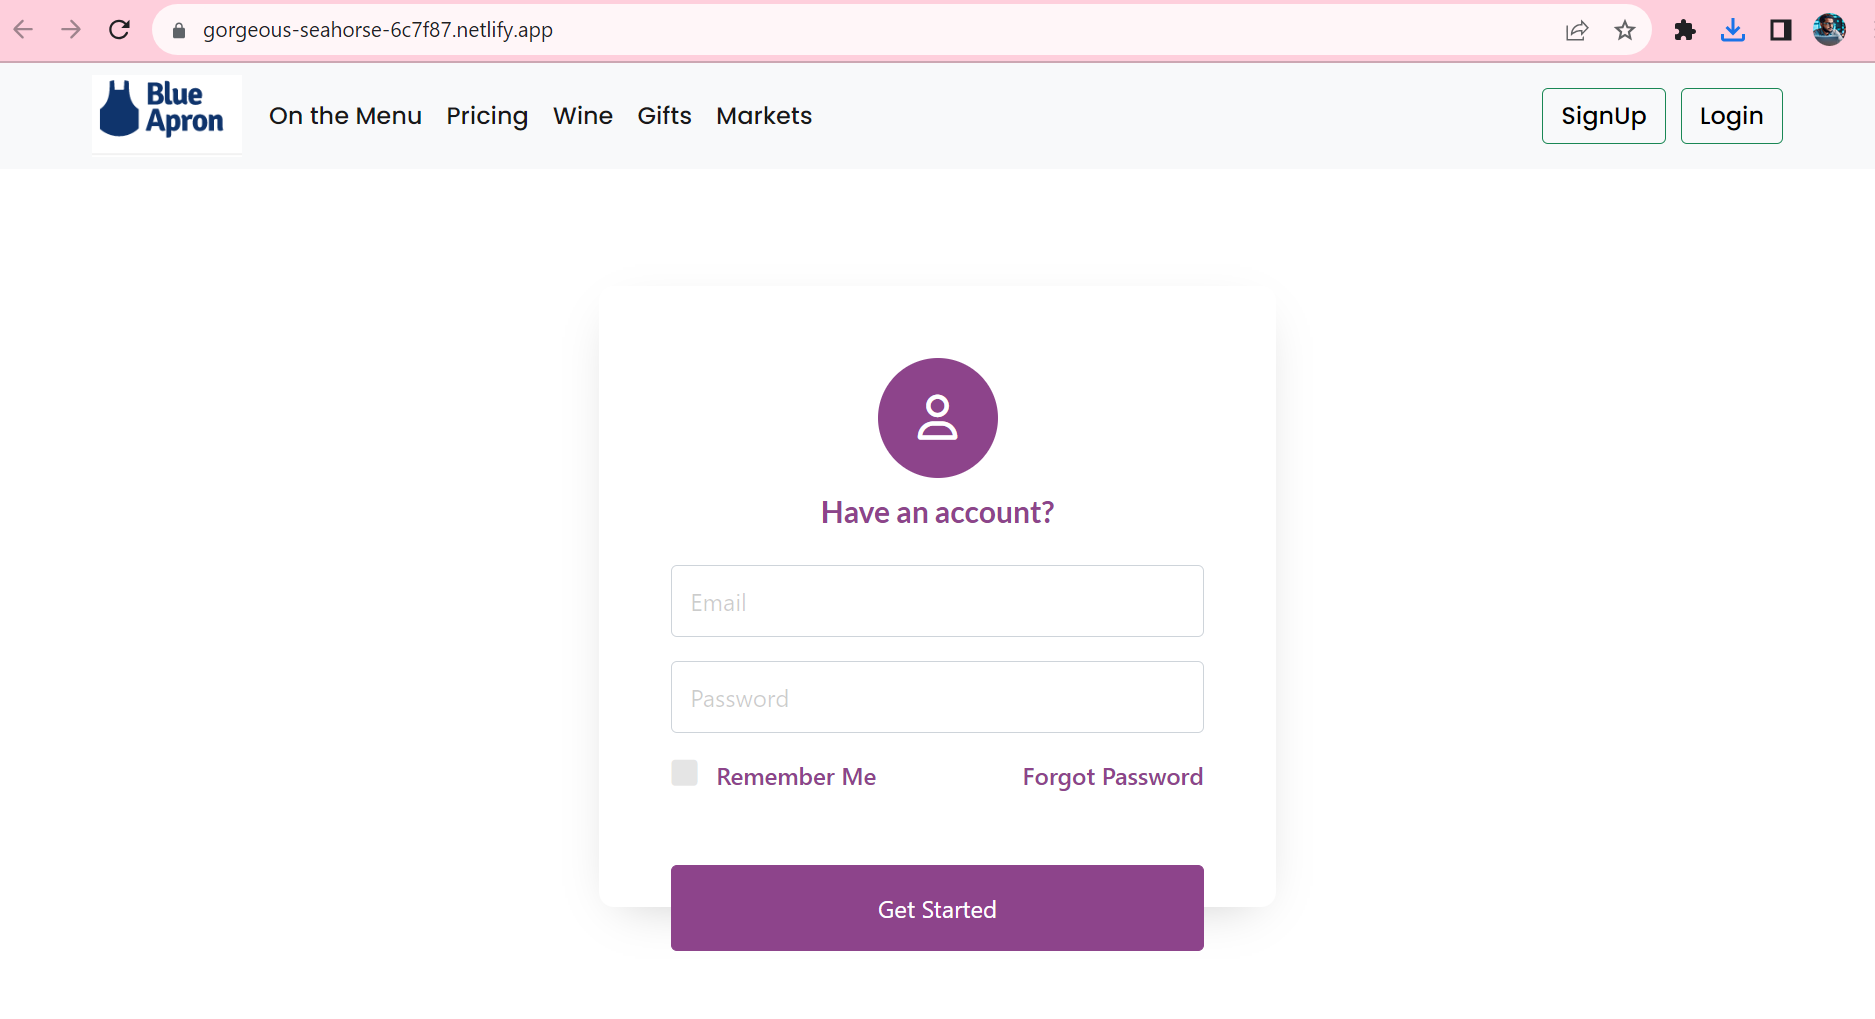 gorgeous-seahorse-6c7f87.netlify.app
Blue
Apron
On the Menu Pricing Wine Gifts Markets SignUp Login
Have an account?
Email
Password
Remember Me Forgot Password
Get Started